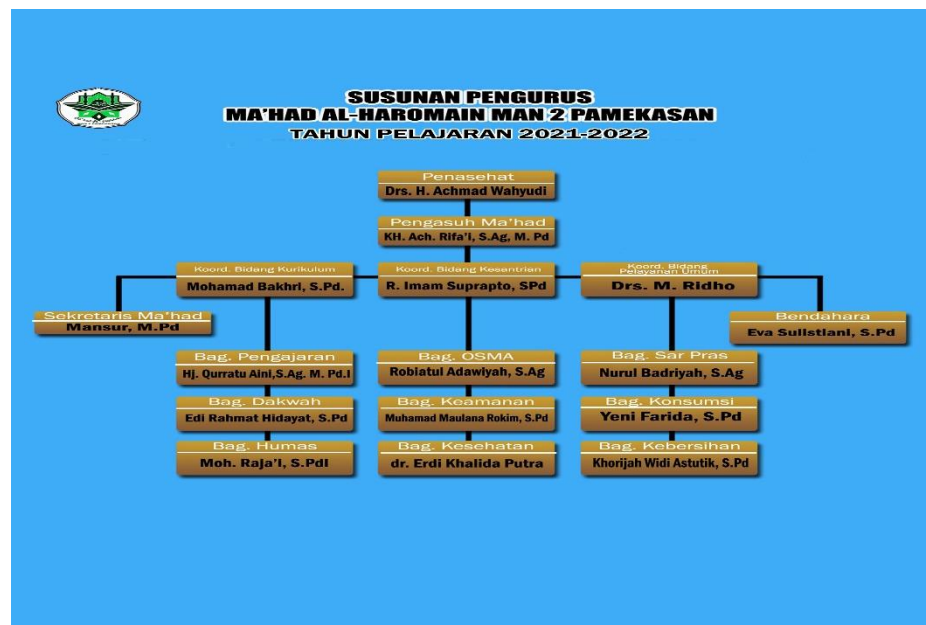 SUSUNAN PENGURUS
MA'HAD AL-HAROMAIN MAN 2 PAMEKASAN
TAHUN PELAJARAN 2021-2022
Penasehat
Drs. H. Achmad Wahyudi
Pengasuh Ma'had
KH. Ach. Rifa'i, S.Ag, M. Pd
Koord. Bidang Kurikulum
Mohamad Bakhri, S.Pd.
Koord. Bidang Kesantrian
R. Imam Suprapto, SPd
Koord. Bidang
Pelayanan Umum
Drs. M. Ridho
Sekretaris Ma'had
Mansur, M.Pd
Bendahara
Eva Sulistiani, S.Pd
Bag. Pengajaran
Hj. Qurratu Aini,S.Ag. M. Pd.I
Bag. OSMA
Robiatul Adawiyah, S.Ag
Bag. Sar Pras
Nurul Badriyah, S.Ag
Bag. Dakwah
Edi Rahmat Hidayat, S.Pd
Bag. Keamanan
Muhamad Maulana Rokim, S.Pd
Bag. Konsumsi
Yeni Farida, S.Pd
Bag. Humas
Moh. Raja'I, S.PdI
Bag. Kesehatan
dr. Erdi Khalida Putra
Bag. Kebersihan
Khorijah Widi Astutik, S.Pd